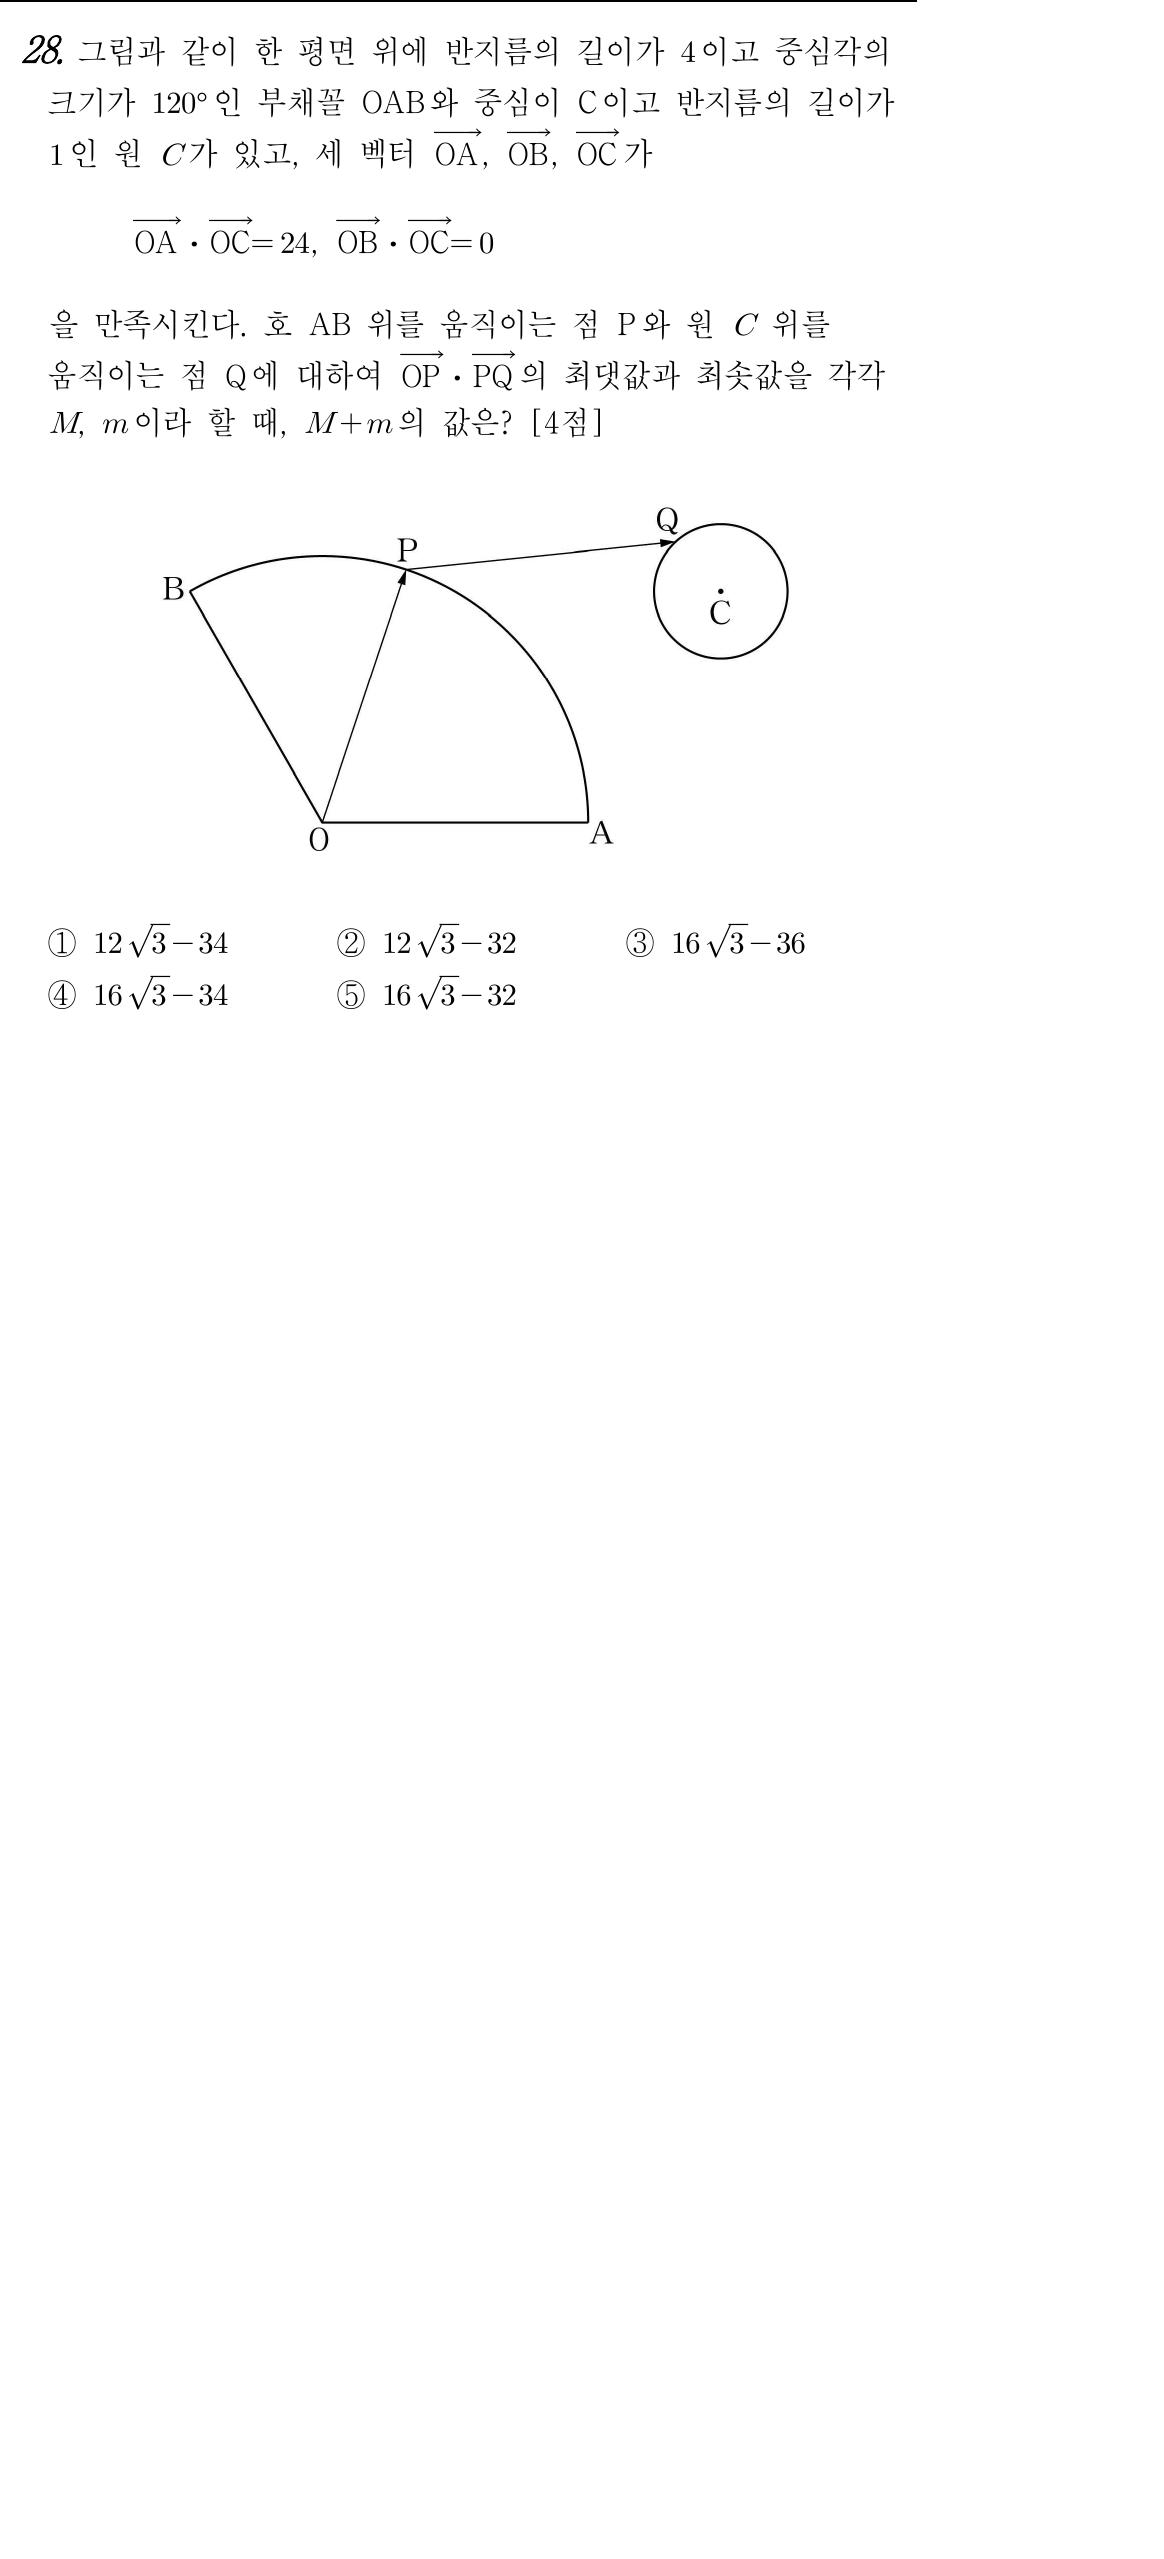 28. 그림과 같이 한 평면 위에 반지름의 길이가 4이고 중심각의
크기가 120°인 부채꼴 OAB와 중심이 C이고 반지름의 길이가
1인 원 C가 있고, 세 벡터 $\overrightarrow{OA}$, $\overrightarrow{OB}$, $\overrightarrow{OC}$가
$\overrightarrow{OA}\cdot\overrightarrow{OC}=24$, $\overrightarrow{OB}\cdot\overrightarrow{OC}=0$
을 만족시킨다. 호 AB 위를 움직이는 점 P와 원 C 위를
움직이는 점 Q에 대하여 $\overrightarrow{OP}\cdot\overrightarrow{PQ}$의 최댓값과 최솟값을 각각
M, m이라 할 때, M+m의 값은? [4점]
Q
P
B
C
O
A
① 12√3−34 ② 12√3−32 ③ 16√3−36
④ 16√3−34 ⑤ 16√3−32